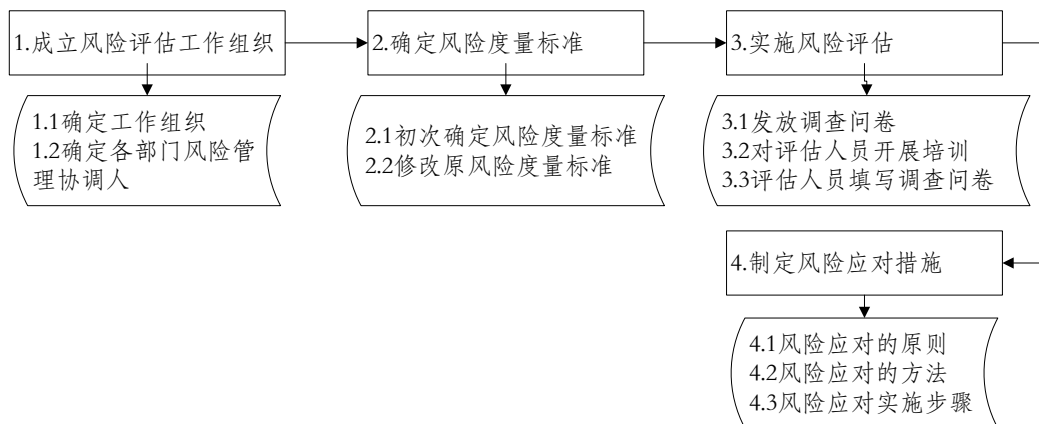 1.成立风险评估工作组织
2.确定风险度量标准
3.实施风险评估
1.1确定工作组织
1.2确定各部门风险管
理协调人
2.1初次确定风险度量标准
2.2修改原风险度量标准
3.1发放调查问卷
3.2对评估人员开展培训
3.3评估人员填写调查问卷
4.制定风险应对措施
4.1风险应对的原则
4.2风险应对的方法
4.3风险应对实施步骤